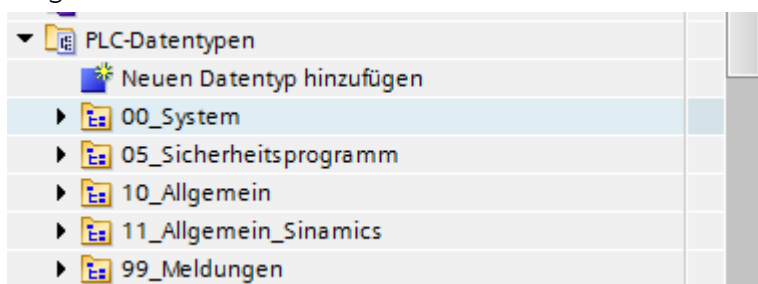 PLC-Datentypen
Neuen Datentyp hinzufügen
00_System
05_Sicherheitsprogramm
10_Allgemein
11_Allgemein_Sinamics
99_Meldungen